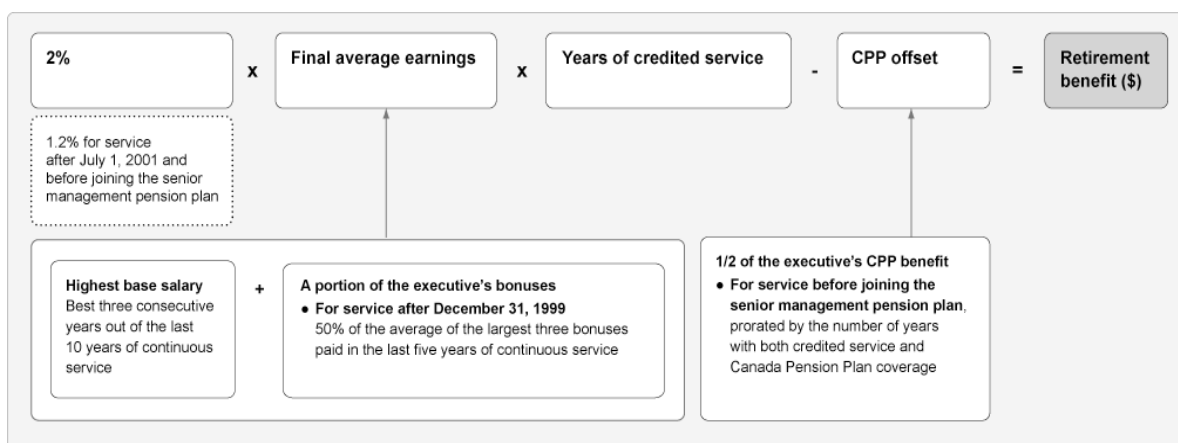 2%
x
Final average earnings
x
Years of credited service
-
CPP offset
=
Retirement
benefit ($)
1.2% for service
after July 1, 2001 and
before joining the senior
management pension plan
Highest base salary
Best three consecutive
years out of the last
10 years of continuous
service
+
A portion of the executive's bonuses
● For service after December 31, 1999
50% of the average of the largest three bonuses
paid in the last five years of continuous service
1/2 of the executive's CPP benefit
● For service before joining the
senior management pension plan,
prorated by the number of years
with both credited service and
Canada Pension Plan coverage